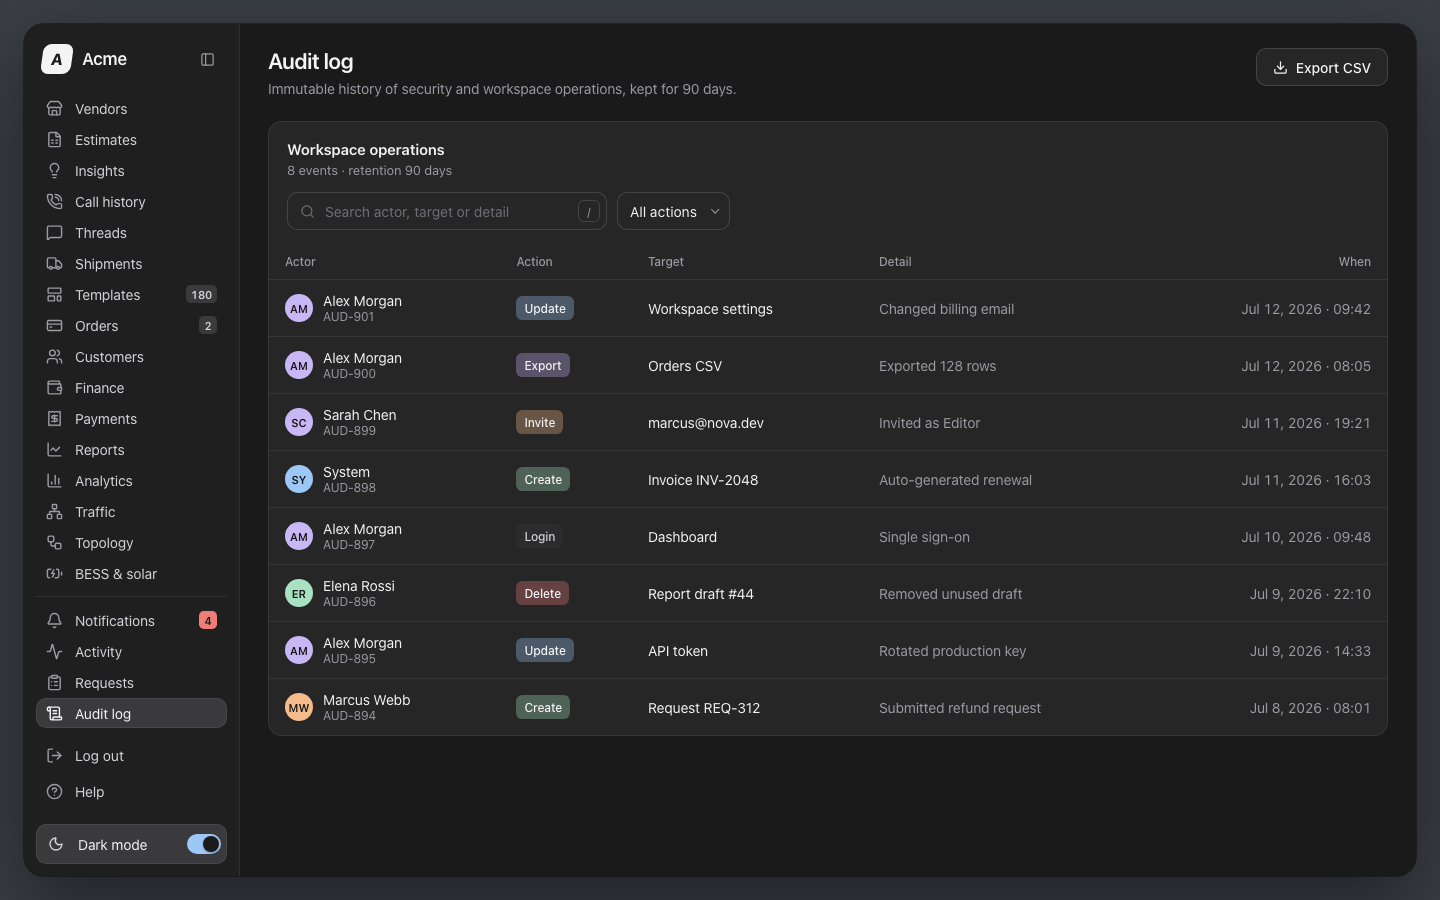 A Acme
Vendors
Estimates
Insights
Call history
Threads
Shipments
Templates 180
Orders 2
Customers
Finance
Payments
Reports
Analytics
Traffic
Topology
BESS & solar
Notifications 4
Activity
Requests
Audit log
Log out
Help
Dark mode
Audit log
Immutable history of security and workspace operations, kept for 90 days.
Export CSV
Workspace operations
8 events · retention 90 days
Search actor, target or detail / All actions
Actor Action Target Detail When
AM Alex Morgan Update Workspace settings Changed billing email Jul 12, 2026 · 09:42
AUD-901
AM Alex Morgan Export Orders CSV Exported 128 rows Jul 12, 2026 · 08:05
AUD-900
SC Sarah Chen Invite marcus@nova.dev Invited as Editor Jul 11, 2026 · 19:21
AUD-899
SY System Create Invoice INV-2048 Auto-generated renewal Jul 11, 2026 · 16:03
AUD-898
AM Alex Morgan Login Dashboard Single sign-on Jul 10, 2026 · 09:48
AUD-897
ER Elena Rossi Delete Report draft #44 Removed unused draft Jul 9, 2026 · 22:10
AUD-896
AM Alex Morgan Update API token Rotated production key Jul 9, 2026 · 14:33
AUD-895
MW Marcus Webb Create Request REQ-312 Submitted refund request Jul 8, 2026 · 08:01
AUD-894